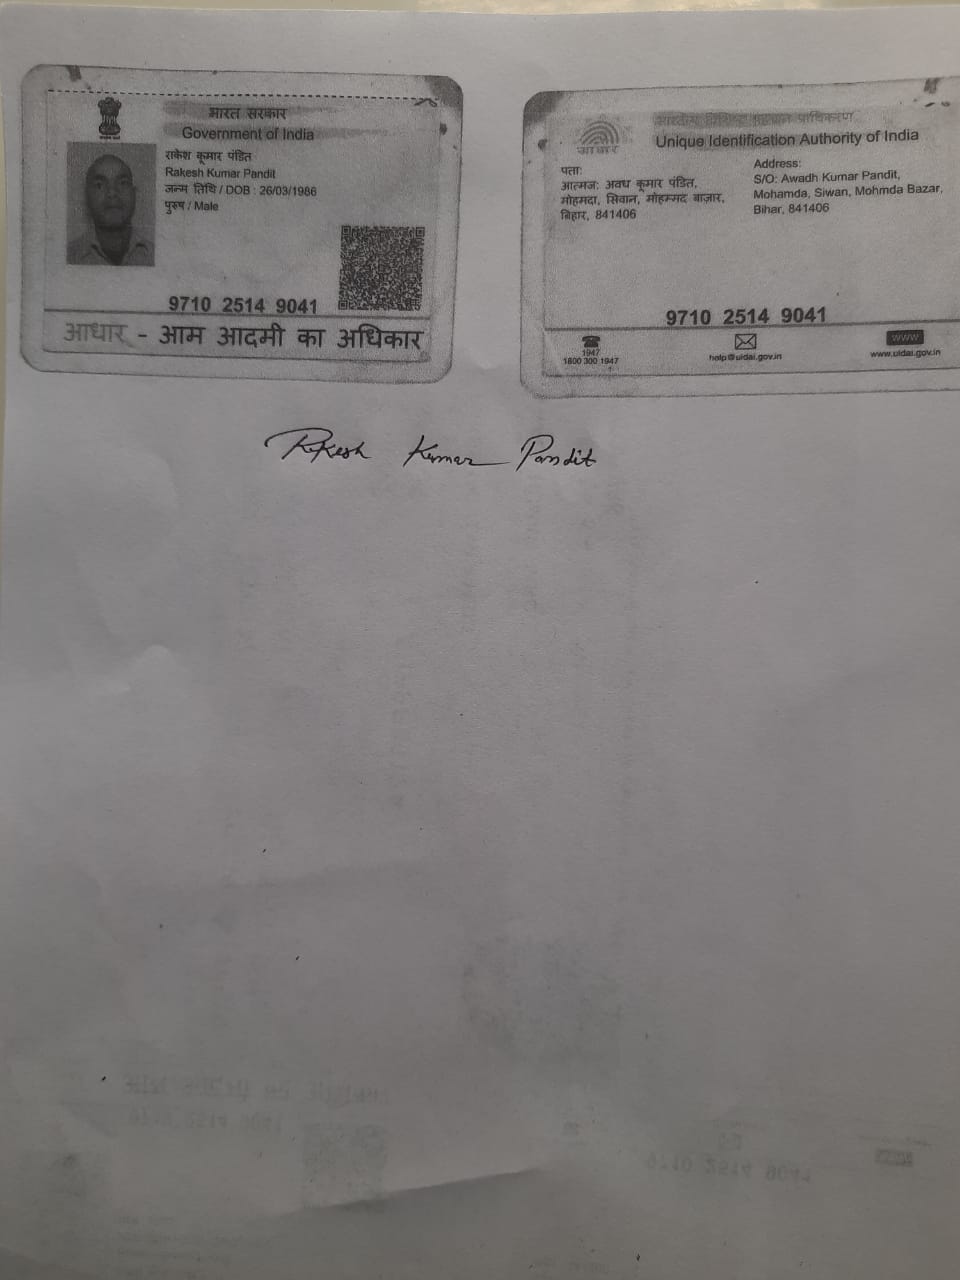 भारत सरकार
Government of India
राकेश कुमार पंडित
Rakesh Kumar Pandit
जन्म तिथि / DOB : 26/03/1986
पुरुष / Male
9710 2514 9041
आधार - आम आदमी का अधिकार
भारतीय विशिष्ट पहचान प्राधिकरण
Unique Identification Authority of India
आधार
पता:
आत्मज: अवध कुमार पंडित,
मोहमदा, सिवान, मोहम्मद बाज़ार,
बिहार, 841406
Address:
S/O: Awadh Kumar Pandit,
Mohamda, Siwan, Mohmda Bazar,
Bihar, 841406
9710 2514 9041
1947
1800 300 1947
help@uidai.gov.in
WWW
www.uidai.gov.in
Rakesh Kumar Pandit